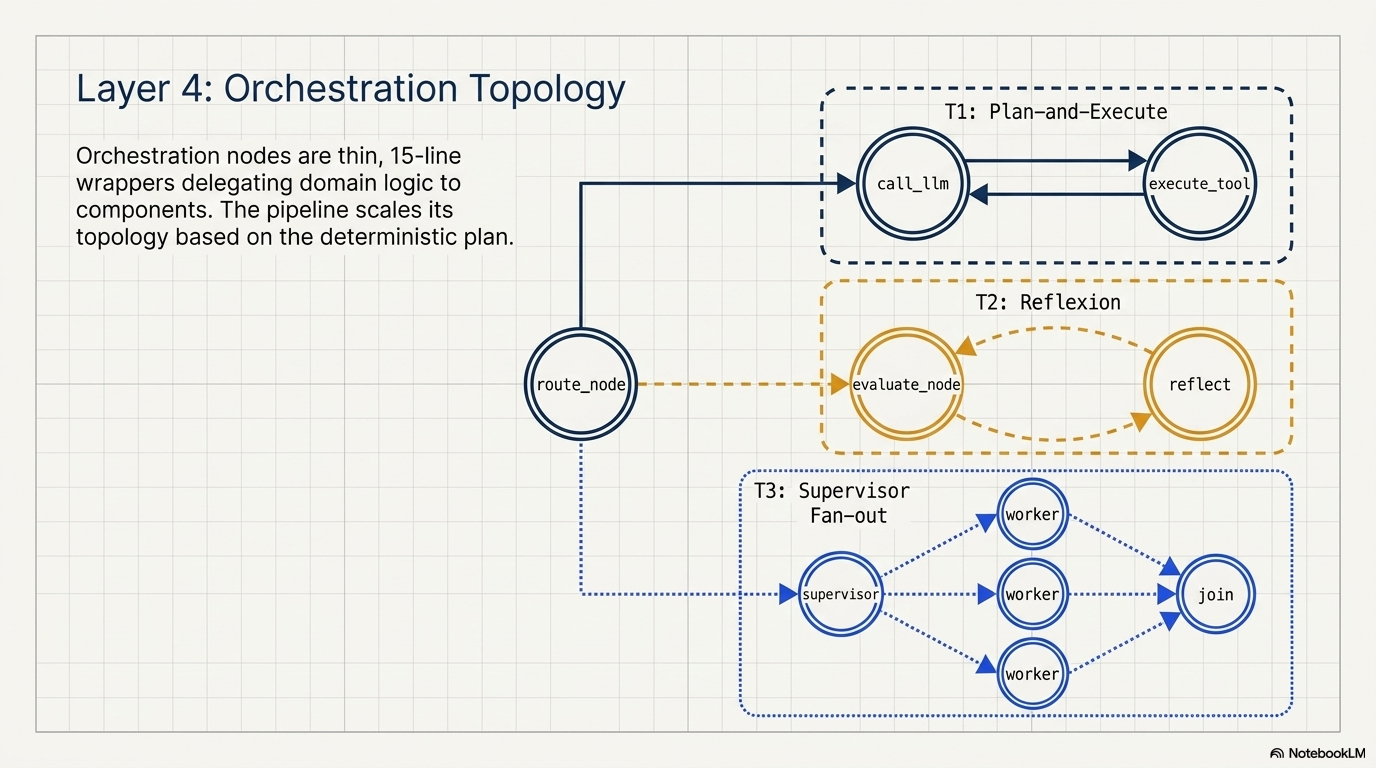 Layer 4: Orchestration Topology
Orchestration nodes are thin, 15-line
wrappers delegating domain logic to
components. The pipeline scales its
topology based on the deterministic plan.
T1: Plan-and-Execute
call_llm
execute_tool
T2: Reflexion
route_node
evaluate_node
reflect
T3: Supervisor
Fan-out
worker
supervisor
worker
join
worker
NotebookLM